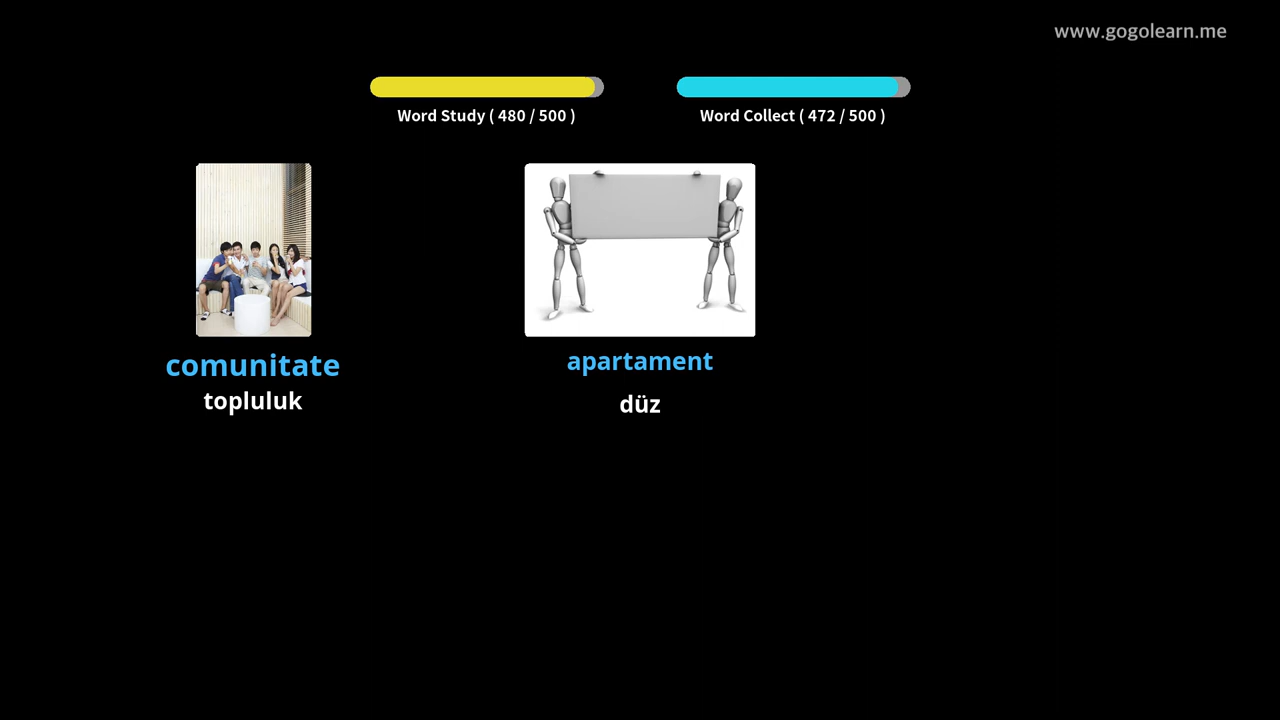 www.gogolearn.me
Word Study ( 480 / 500 )
Word Collect ( 472 / 500 )
comunitate
topluluk
apartament
düz